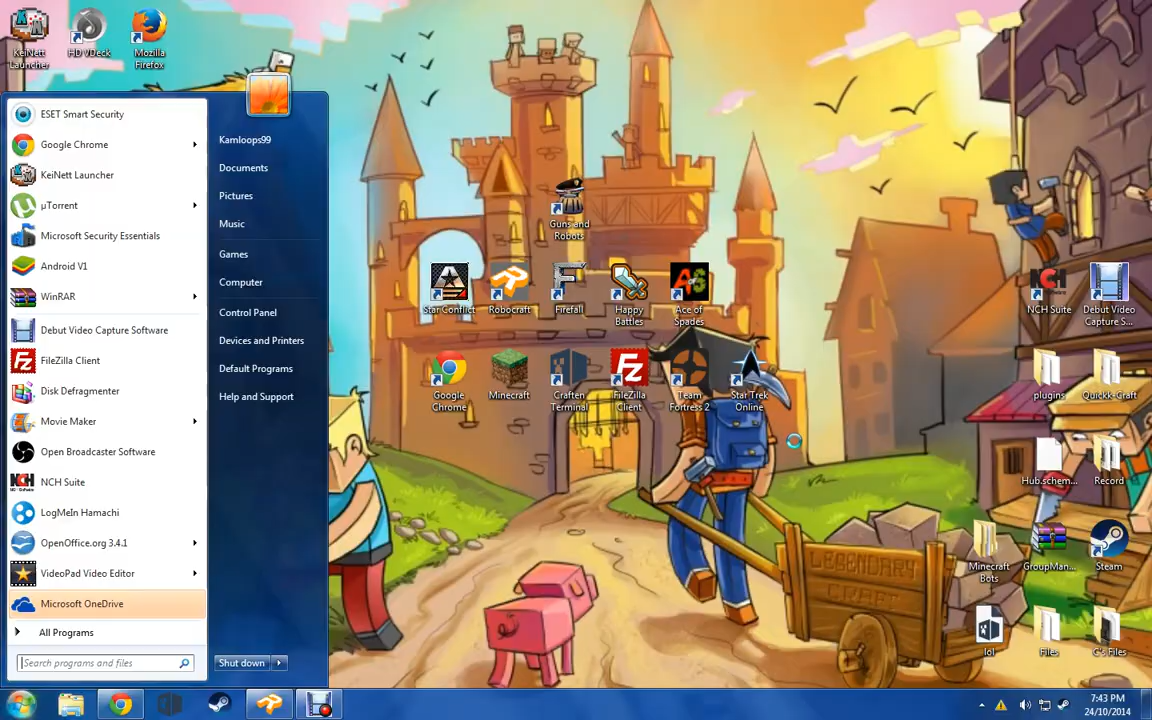 KeiNett
Launcher
HD VDeck
Mozilla
Firefox
ESET Smart Security
Google Chrome
KeiNett Launcher
µTorrent
Microsoft Security Essentials
Android V1
WinRAR
Debut Video Capture Software
FileZilla Client
Disk Defragmenter
Movie Maker
Open Broadcaster Software
NCH Suite
LogMeIn Hamachi
OpenOffice.org 3.4.1
VideoPad Video Editor
Microsoft OneDrive
All Programs
Search programs and files
Kamloops99
Documents
Pictures
Music
Games
Computer
Control Panel
Devices and Printers
Default Programs
Help and Support
Shut down
Guns and
Robots
Star Conflict
Robocraft
Firefall
Happy
Battles
Ace of
Spades
Google
Chrome
Minecraft
Craften
Terminal
FileZilla
Client
Team
Fortress 2
Star Trek
Online
NCH
NCH Suite
Debut Video
Capture S...
plugins
Quickk-Craft
Hub.schem...
Record
Minecraft
Bots
GroupMan...
Steam
lol
Files
C's Files
LEGENDARY
CRAFT
7:43 PM
24/10/2014